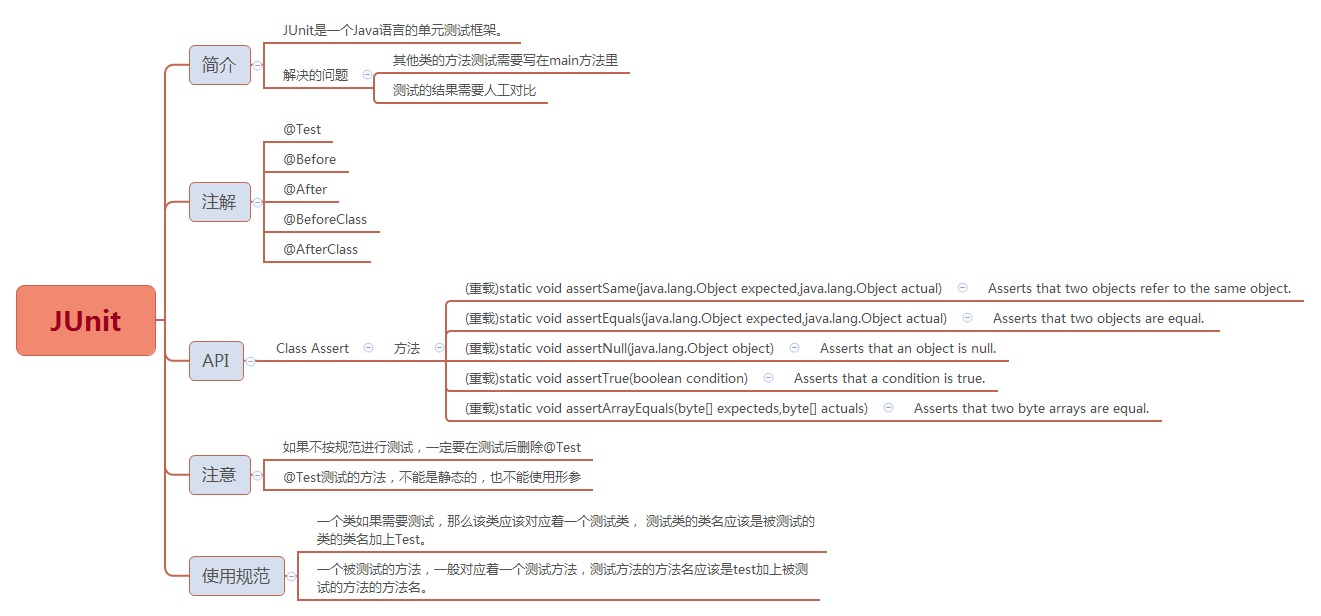 JUnit
简介
JUnit是一个Java语言的单元测试框架。
解决的问题
其他类的方法测试需要写在main方法里
测试的结果需要人工对比
注解
@Test
@Before
@After
@BeforeClass
@AfterClass
API
Class Assert
方法
(重载)static void assertSame(java.lang.Object expected,java.lang.Object actual)
Asserts that two objects refer to the same object.
(重载)static void assertEquals(java.lang.Object expected,java.lang.Object actual)
Asserts that two objects are equal.
(重载)static void assertNull(java.lang.Object object)
Asserts that an object is null.
(重载)static void assertTrue(boolean condition)
Asserts that a condition is true.
(重载)static void assertArrayEquals(byte[] expecteds,byte[] actuals)
Asserts that two byte arrays are equal.
注意
如果不按规范进行测试，一定要在测试后删除@Test
@Test测试的方法，不能是静态的，也不能使用形参
使用规范
一个类如果需要测试，那么该类应该对应着一个测试类， 测试类的类名应该是被测试的
类的类名加上Test。
一个被测试的方法，一般对应着一个测试方法，测试方法的方法名应该是test加上被测
试的方法的方法名。